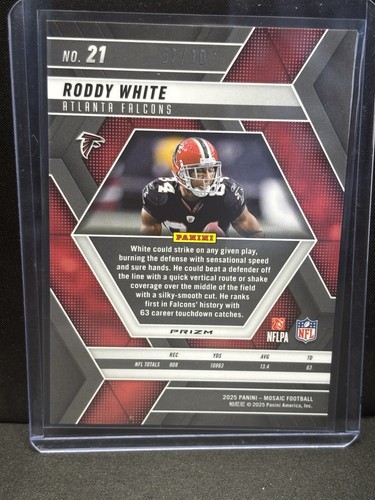 NO. 21
RODDY WHITE
ATLANTA FALCONS
84
PANINI
White could strike on any given play,
burning the defense with sensational speed
and sure hands. He could beat a defender off
the line with a quick vertical route or shake
coverage over the middle of the field
with a silky-smooth cut. He ranks
first in Falcons' history with
63 career touchdown catches.
PRIZM
NFLPA
NFL
REC YDS AVG TD
NFL TOTALS 808 10863 13.4 63
2025 PANINI – MOSAIC FOOTBALL
© 2025 Panini America, Inc.